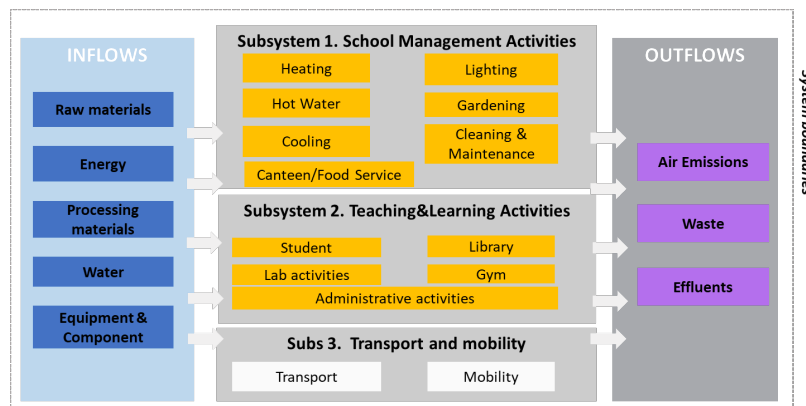 INFLOWS
Raw materials
Energy
Processing
materials
Water
Equipment &
Component
Subsystem 1. School Management Activities
Heating
Lighting
Hot Water
Gardening
Cooling
Cleaning &
Maintenance
Canteen/Food Service
Subsystem 2. Teaching&Learning Activities
Student
Library
Lab activities
Gym
Administrative activities
Subs 3.  Transport and mobility
Transport
Mobility
OUTFLOWS
Air Emissions
Waste
Effluents
System boundaries